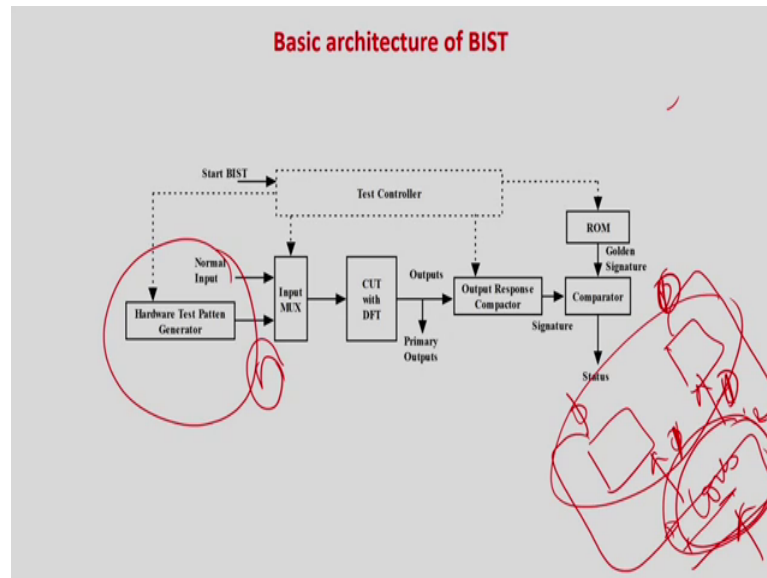 Basic architecture of BIST
Start BIST
Test Controller
ROM
Golden
Signature
Normal
Input
Hardware Test Patten
Generator
Input
MUX
CUT
with
DFT
Outputs
Primary
Outputs
Output Response
Compactor
Signature
Comparator
Status